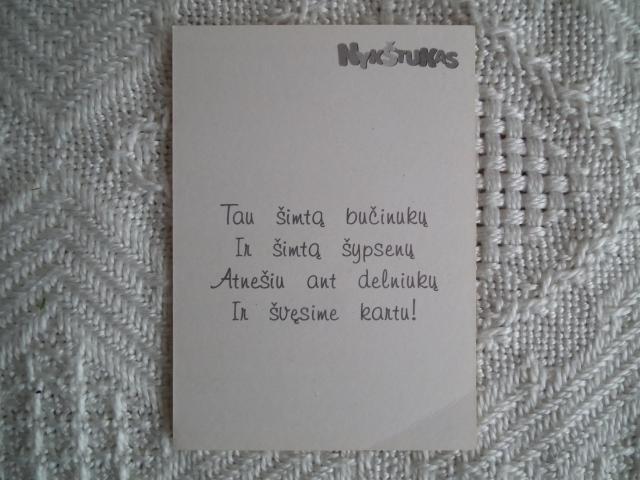 NYKŠTUKAS
Tau šimtą bučinukų
Ir šimtą šypsenų
Atnešiu ant delniukų
Ir švęsime kartu!